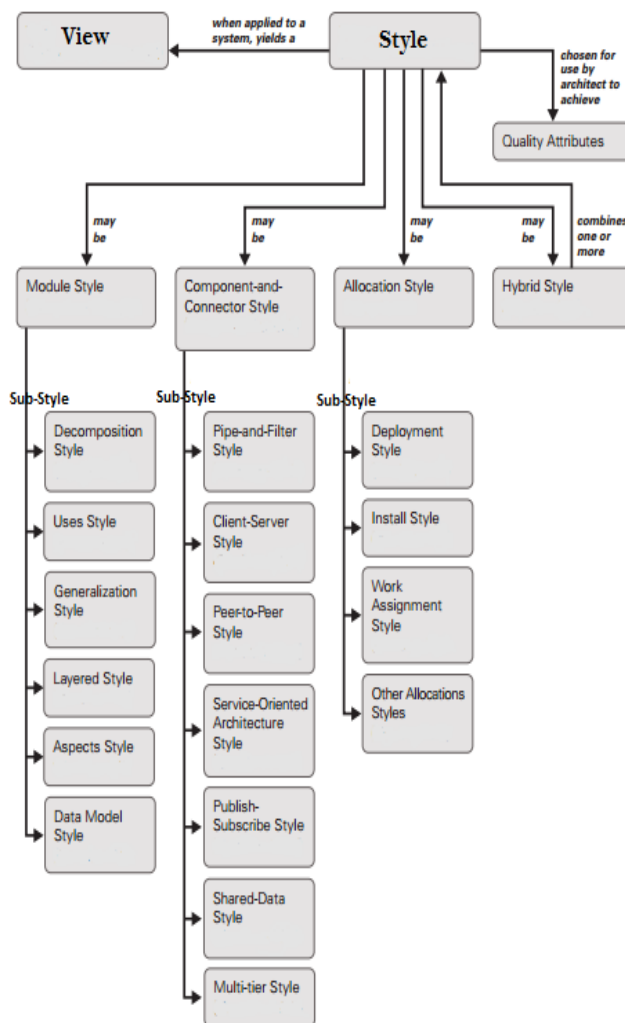 View
when applied to a
system, yields a
Style
chosen for
use by
architect to
achieve
Quality Attributes
may
be
may
be
may
be
may
be
combines
one or
more
Module Style
Component-and-
Connector Style
Allocation Style
Hybrid Style
Sub-Style
Sub-Style
Sub-Style
Decomposition
Style
Uses Style
Generalization
Style
Layered Style
Aspects Style
Data Model
Style
Pipe-and-Filter
Style
Client-Server
Style
Peer-to-Peer
Style
Service-Oriented
Architecture
Style
Publish-
Subscribe Style
Shared-Data
Style
Multi-tier Style
Deployment
Style
Install Style
Work
Assignment
Style
Other Allocations
Styles